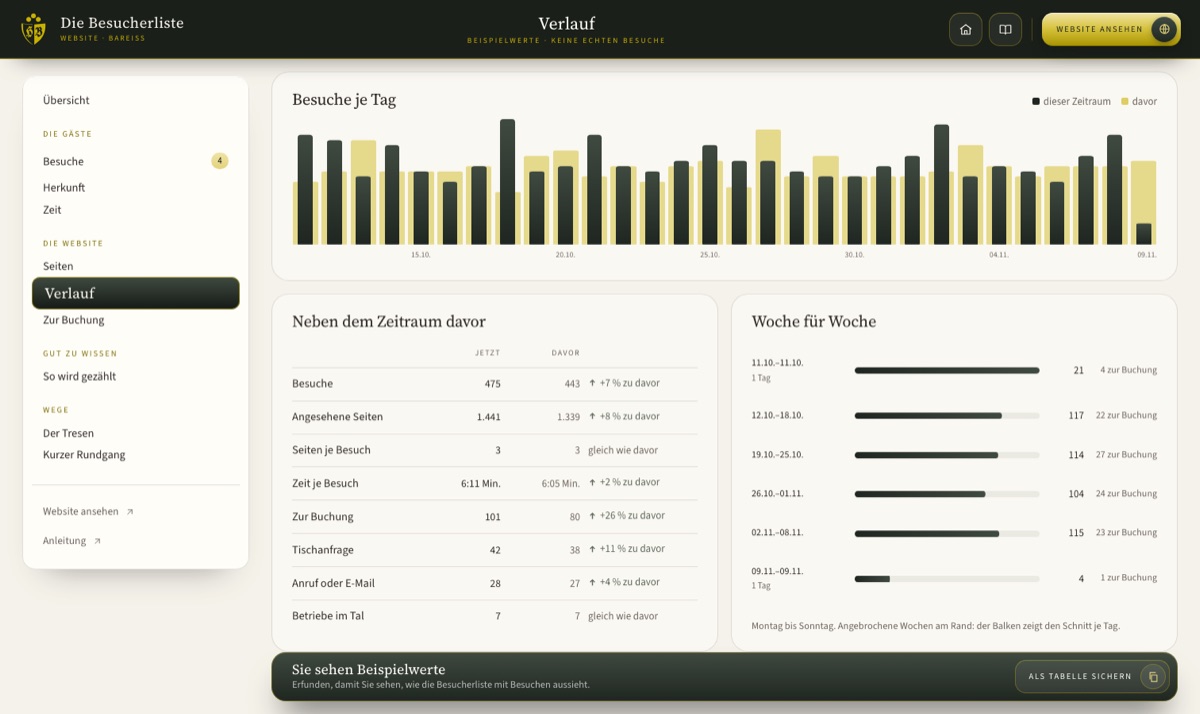 Die Besucherliste
WEBSITE · BAREISS
Verlauf
BEISPIELWERTE · KEINE ECHTEN BESUCHE
WEBSITE ANSEHEN
Übersicht
DIE GÄSTE
Besuche 4
Herkunft
Zeit
DIE WEBSITE
Seiten
Verlauf
Zur Buchung
GUT ZU WISSEN
So wird gezählt
WEGE
Der Tresen
Kurzer Rundgang
Website ansehen ↗
Anleitung ↗
Besuche je Tag
dieser Zeitraum davor
15.10. 20.10. 25.10. 30.10. 04.11. 09.11.
Neben dem Zeitraum davor
JETZT DAVOR
Besuche 475 443 ↑ +7 % zu davor
Angesehene Seiten 1.441 1.339 ↑ +8 % zu davor
Seiten je Besuch 3 3 gleich wie davor
Zeit je Besuch 6:11 Min. 6:05 Min. ↑ +2 % zu davor
Zur Buchung 101 80 ↑ +26 % zu davor
Tischanfrage 42 38 ↑ +11 % zu davor
Anruf oder E-Mail 28 27 ↑ +4 % zu davor
Betriebe im Tal 7 7 gleich wie davor
Woche für Woche
11.10.–11.10. 21 4 zur Buchung
1 Tag
12.10.–18.10. 117 22 zur Buchung
19.10.–25.10. 114 27 zur Buchung
26.10.–01.11. 104 24 zur Buchung
02.11.–08.11. 115 23 zur Buchung
09.11.–09.11. 4 1 zur Buchung
1 Tag
Montag bis Sonntag. Angebrochene Wochen am Rand: der Balken zeigt den Schnitt je Tag.
Sie sehen Beispielwerte
Erfunden, damit Sie sehen, wie die Besucherliste mit Besuchen aussieht.
ALS TABELLE SICHERN